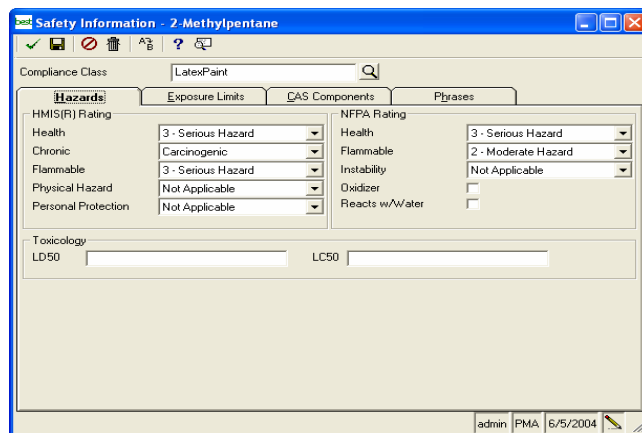 best Safety Information - 2-Methylpentane
Compliance Class LatexPaint
Hazards Exposure Limits CAS Components Phrases
HMIS(R) Rating NFPA Rating
Health 3 - Serious Hazard Health 3 - Serious Hazard
Chronic Carcinogenic Flammable 2 - Moderate Hazard
Flammable 3 - Serious Hazard Instability Not Applicable
Physical Hazard Not Applicable Oxidizer
Personal Protection Not Applicable Reacts w/Water
Toxicology
LD50 LC50
admin PMA 6/5/2004